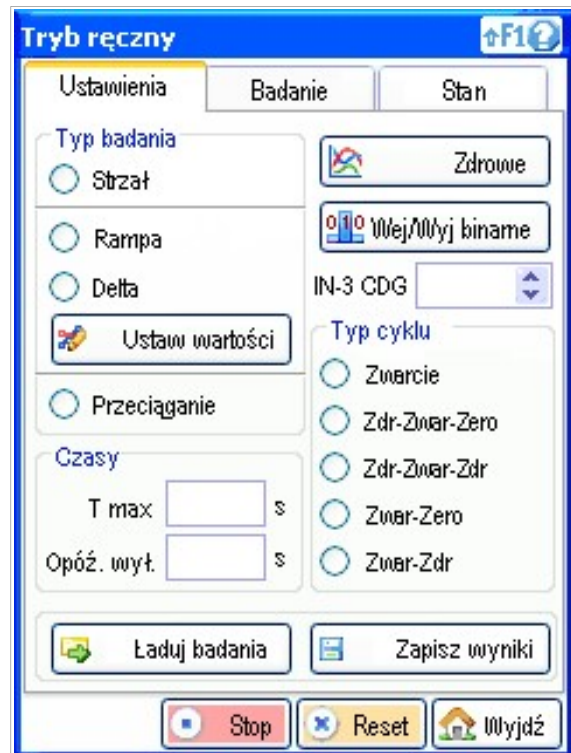 Tryb ręczny
F1
Ustawienia
Badanie
Stan
Typ badania
Strzał
Rampa
Delta
Ustaw wartości
Przeciąganie
Czasy
T max s
Opóź. wył. s
Zdrowe
010 Wej/Wyj binarne
IN-3 CDG
Typ cyklu
Zwarcie
Zdr-Zwar-Zero
Zdr-Zwar-Zdr
Zwar-Zero
Zwar-Zdr
Ładuj badania
Zapisz wyniki
Stop
Reset
Wyjdź